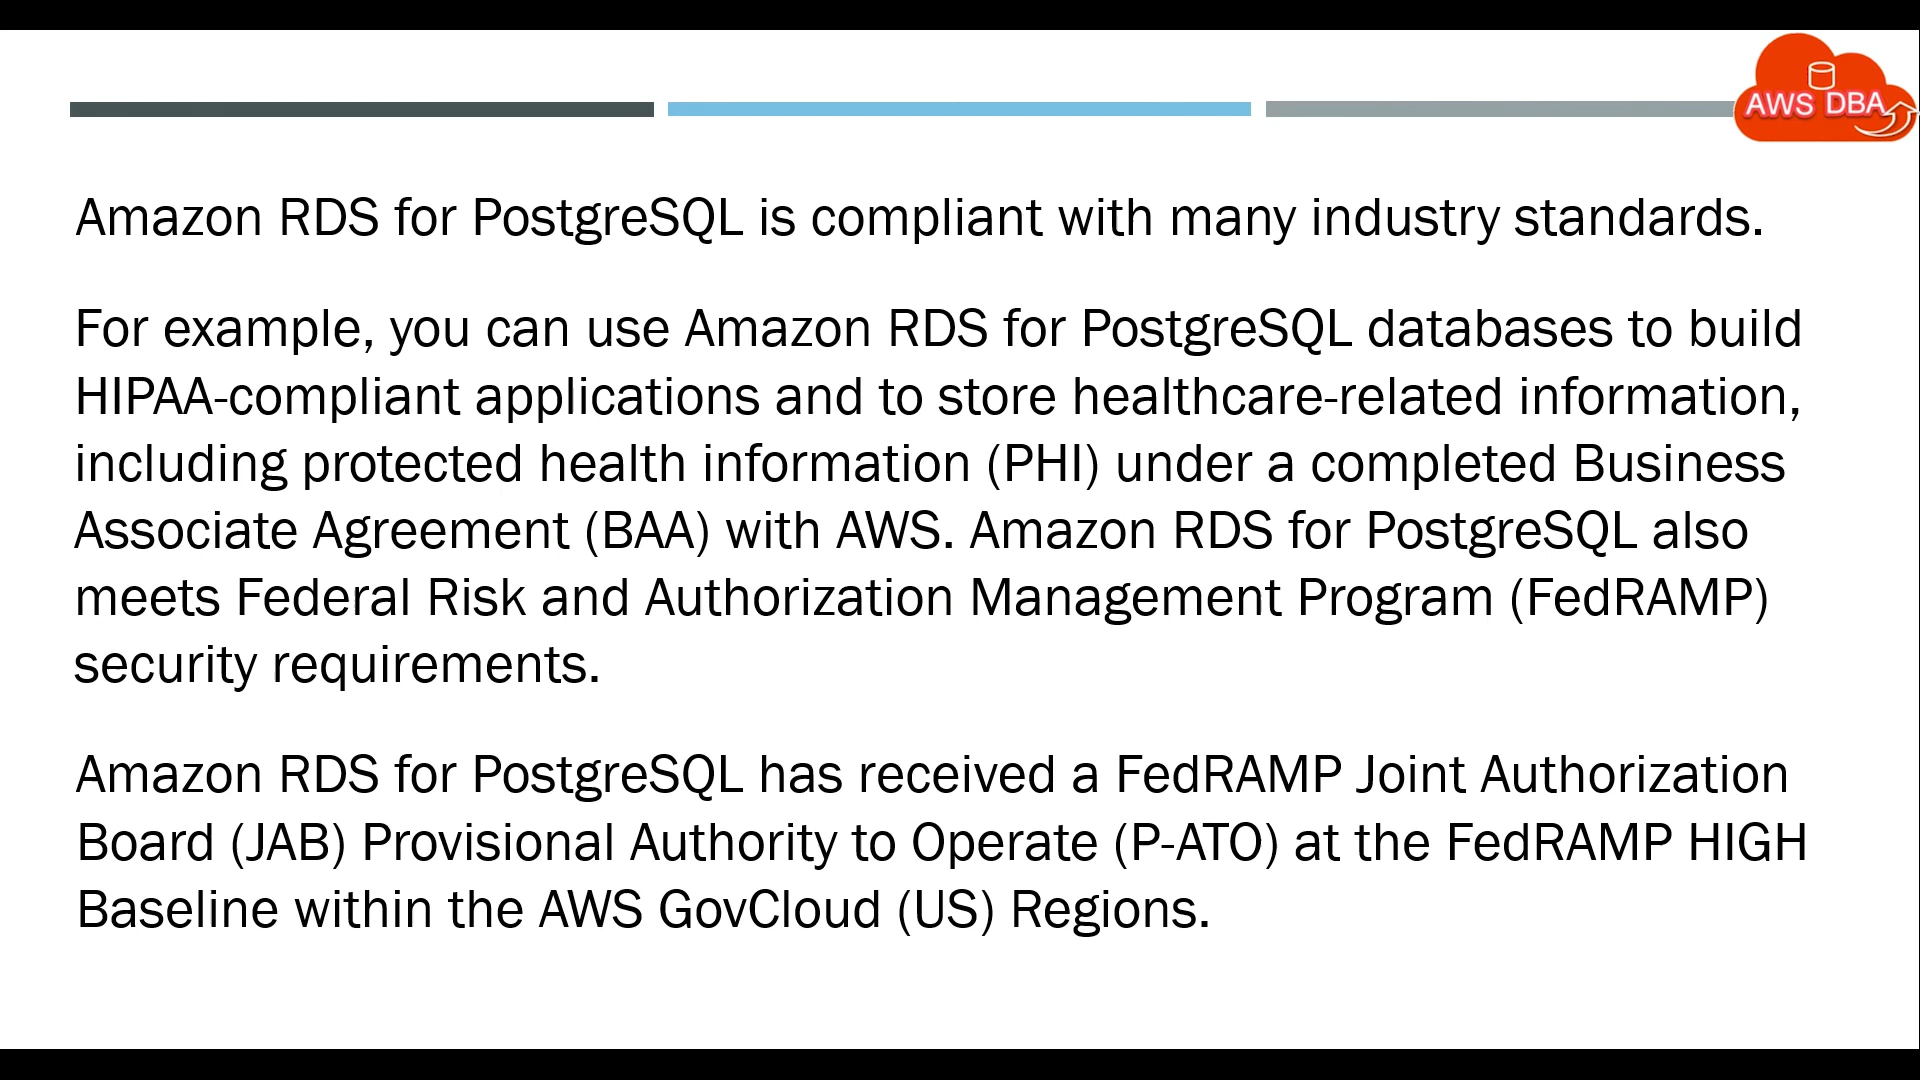 AWS DBA
Amazon RDS for PostgreSQL is compliant with many industry standards.
For example, you can use Amazon RDS for PostgreSQL databases to build
HIPAA-compliant applications and to store healthcare-related information,
including protected health information (PHI) under a completed Business
Associate Agreement (BAA) with AWS. Amazon RDS for PostgreSQL also
meets Federal Risk and Authorization Management Program (FedRAMP)
security requirements.
Amazon RDS for PostgreSQL has received a FedRAMP Joint Authorization
Board (JAB) Provisional Authority to Operate (P-ATO) at the FedRAMP HIGH
Baseline within the AWS GovCloud (US) Regions.